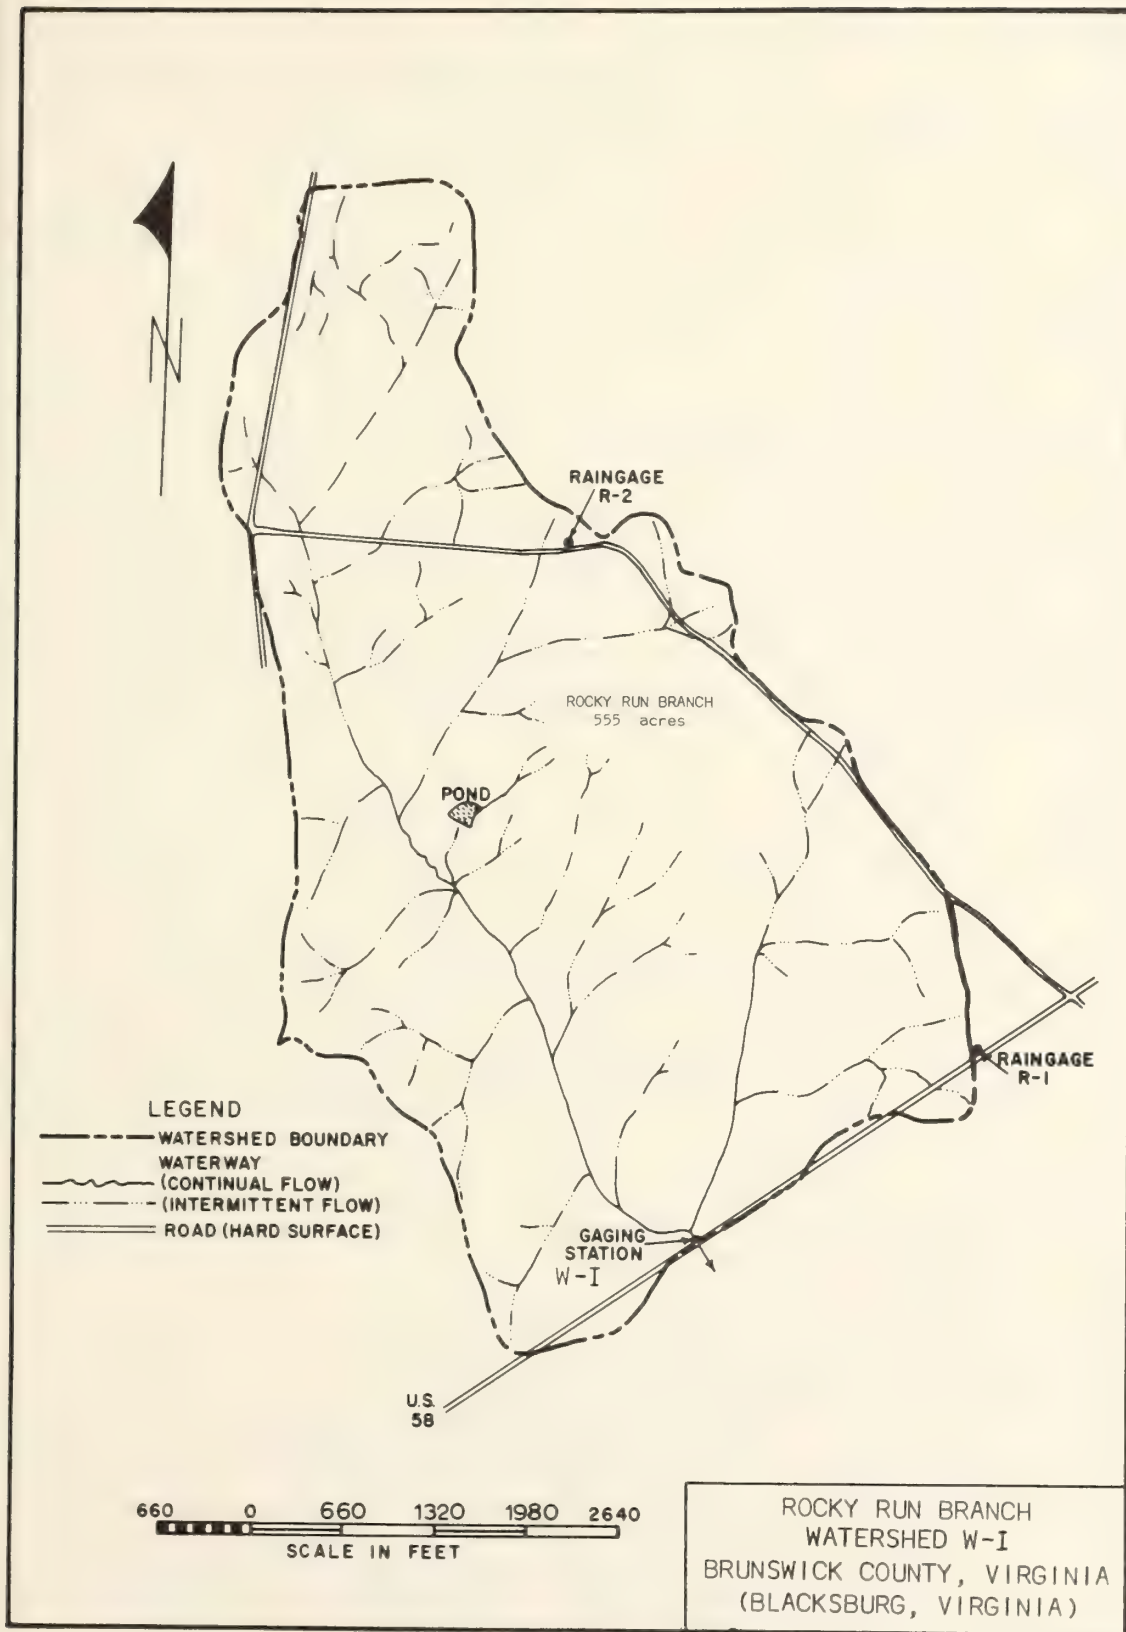 N
RAINGAGE
R-2
ROCKY RUN BRANCH
555 acres
POND
RAINGAGE
R-1
LEGEND
WATERSHED BOUNDARY
WATERWAY
(CONTINUAL FLOW)
(INTERMITTENT FLOW)
ROAD (HARD SURFACE)
GAGING
STATION
W-I
U.S.
58
660 0 660 1320 1980 2640
SCALE IN FEET
ROCKY RUN BRANCH
WATERSHED W-I
BRUNSWICK COUNTY, VIRGINIA
(BLACKSBURG, VIRGINIA)